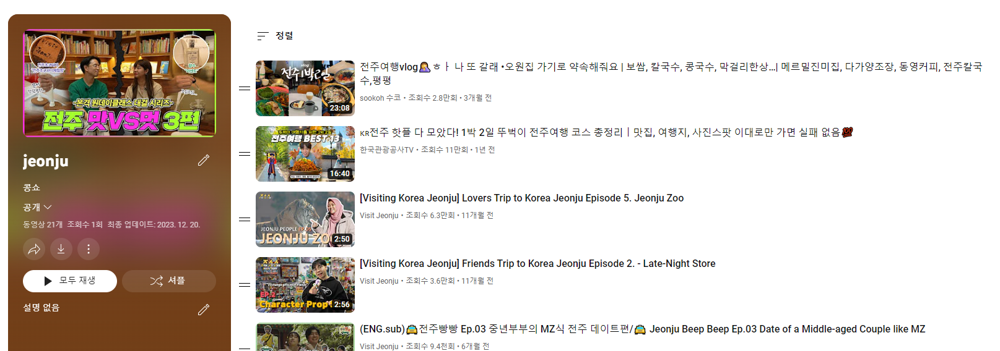 전주 맛VS멋 3편
-본격 원데이클래스 대결 시리즈-
jeonju
콩쇼
공개
동영상 21개 조회수 1회 최종 업데이트: 2023. 12. 20.
모두 재생
셔플
설명 없음
정렬
vlog
전주1박2일
23:08
전주여행vlog🤦‍♀️ㅎㅏ 나 또 갈래 •오원집 가기로 약속해줘요 | 보쌈, 칼국수, 콩국수, 막걸리한상...| 메르밀진미집, 다가양조장, 동영커피, 전주칼국
수,평평
sookoh 수코 • 조회수 2.8만회 • 3개월 전
전주여행 BEST 13
16:40
🇰🇷전주 핫플 다 모았다! 1박 2일 뚜벅이 전주여행 코스 총정리ㅣ맛집, 여행지, 사진스팟 이대로만 가면 실패 없음💯
한국관광공사TV • 조회수 11만회 • 1년 전
JEONJU PEOPLE EP.05
JEONJU ZOO
2:50
[Visiting Korea Jeonju] Lovers Trip to Korea Jeonju Episode 5. Jeonju Zoo
Visit Jeonju • 조회수 6.3만회 • 11개월 전
"Exchange gifts with friends"
EP.2
Character Prop
2:56
[Visiting Korea Jeonju] Friends Trip to Korea Jeonju Episode 2. - Late-Night Store
Visit Jeonju • 조회수 3.6만회 • 11개월 전
(ENG.sub)🚖전주빵빵 Ep.03 중년부부의 MZ식 전주 데이트편/🚖 Jeonju Beep Beep Ep.03 Date of a Middle-aged Couple like MZ
Visit Jeonju • 조회수 9.4천회 • 6개월 전